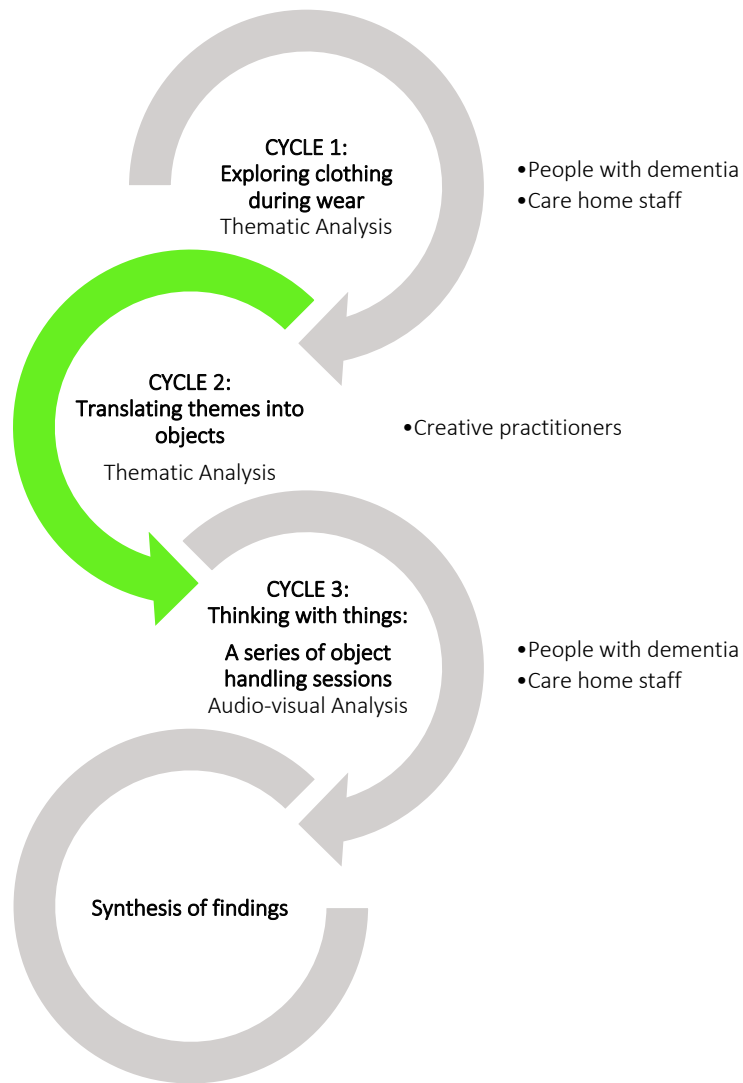 CYCLE 1:
Exploring clothing
during wear
Thematic Analysis
•People with dementia
•Care home staff
CYCLE 2:
Translating themes into
objects
Thematic Analysis
•Creative practitioners
CYCLE 3:
Thinking with things:
A series of object
handling sessions
Audio-visual Analysis
•People with dementia
•Care home staff
Synthesis of findings